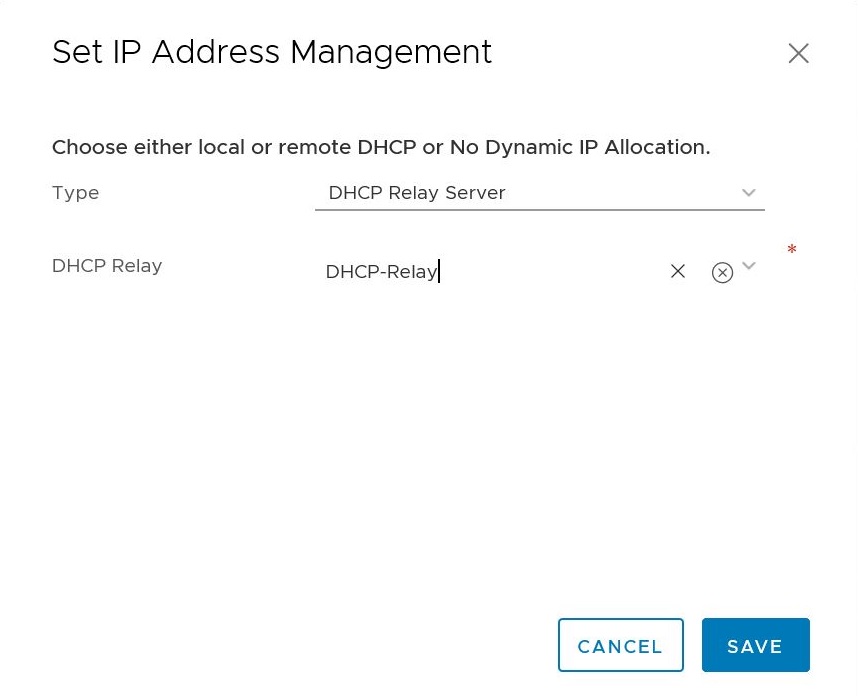 Set IP Address Management
Choose either local or remote DHCP or No Dynamic IP Allocation.
Type DHCP Relay Server
DHCP Relay DHCP-Relay *
CANCEL SAVE